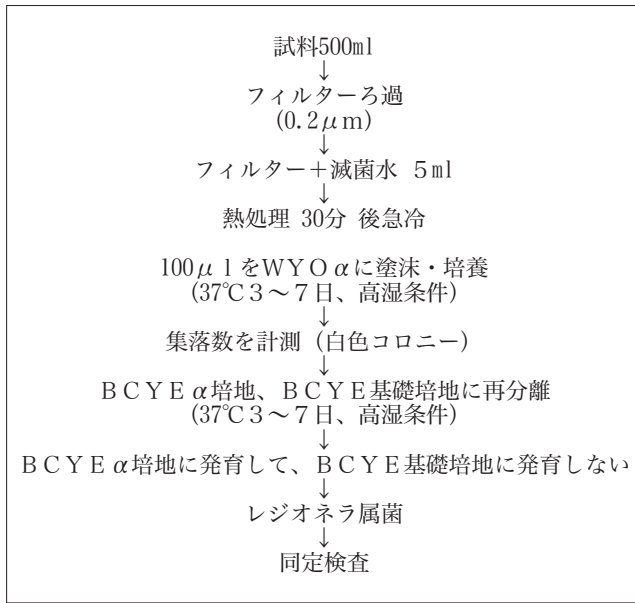 試料500ml
↓
フィルターろ過
(0.2μm)
↓
フィルター＋滅菌水 5ml
↓
熱処理 30分 後急冷
100μlをＷＹＯαに塗沫・培養
(37℃３～７日、高湿条件)
↓
集落数を計測 (白色コロニー)
↓
ＢＣＹＥα培地、ＢＣＹＥ基礎培地に再分離
(37℃３～７日、高湿条件)
↓
ＢＣＹＥα培地に発育して、ＢＣＹＥ基礎培地に発育しない
↓
レジオネラ属菌
↓
同定検査